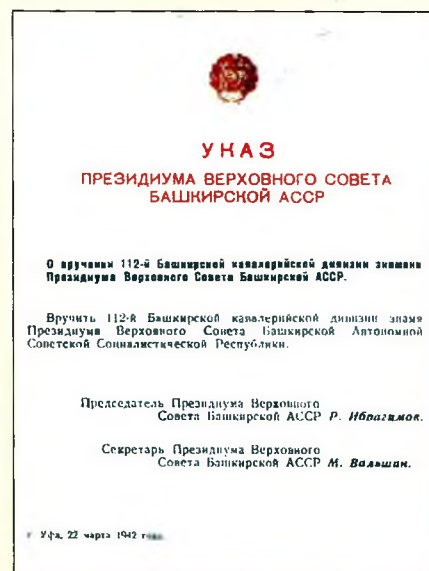 УКАЗ
ПРЕЗИДИУМА ВЕРХОВНОГО СОВЕТА
БАШКИРСКОЙ АССР
О вручении 112-й Башкирской кавалерийской дивизии знамени
Президиума Верховного Совета Башкирской АССР.
Вручить 112-й Башкирской кавалерийской дивизии знамя
Президиума Верховного Совета Башкирской Автономной
Советской Социалистической Республики.
Председатель Президиума Верховного
Совета Башкирской АССР Р. Ибрагимов.
Секретарь Президиума Верховного
Совета Башкирской АССР М. Вальшан.
г. Уфа, 22 марта 1942 года.